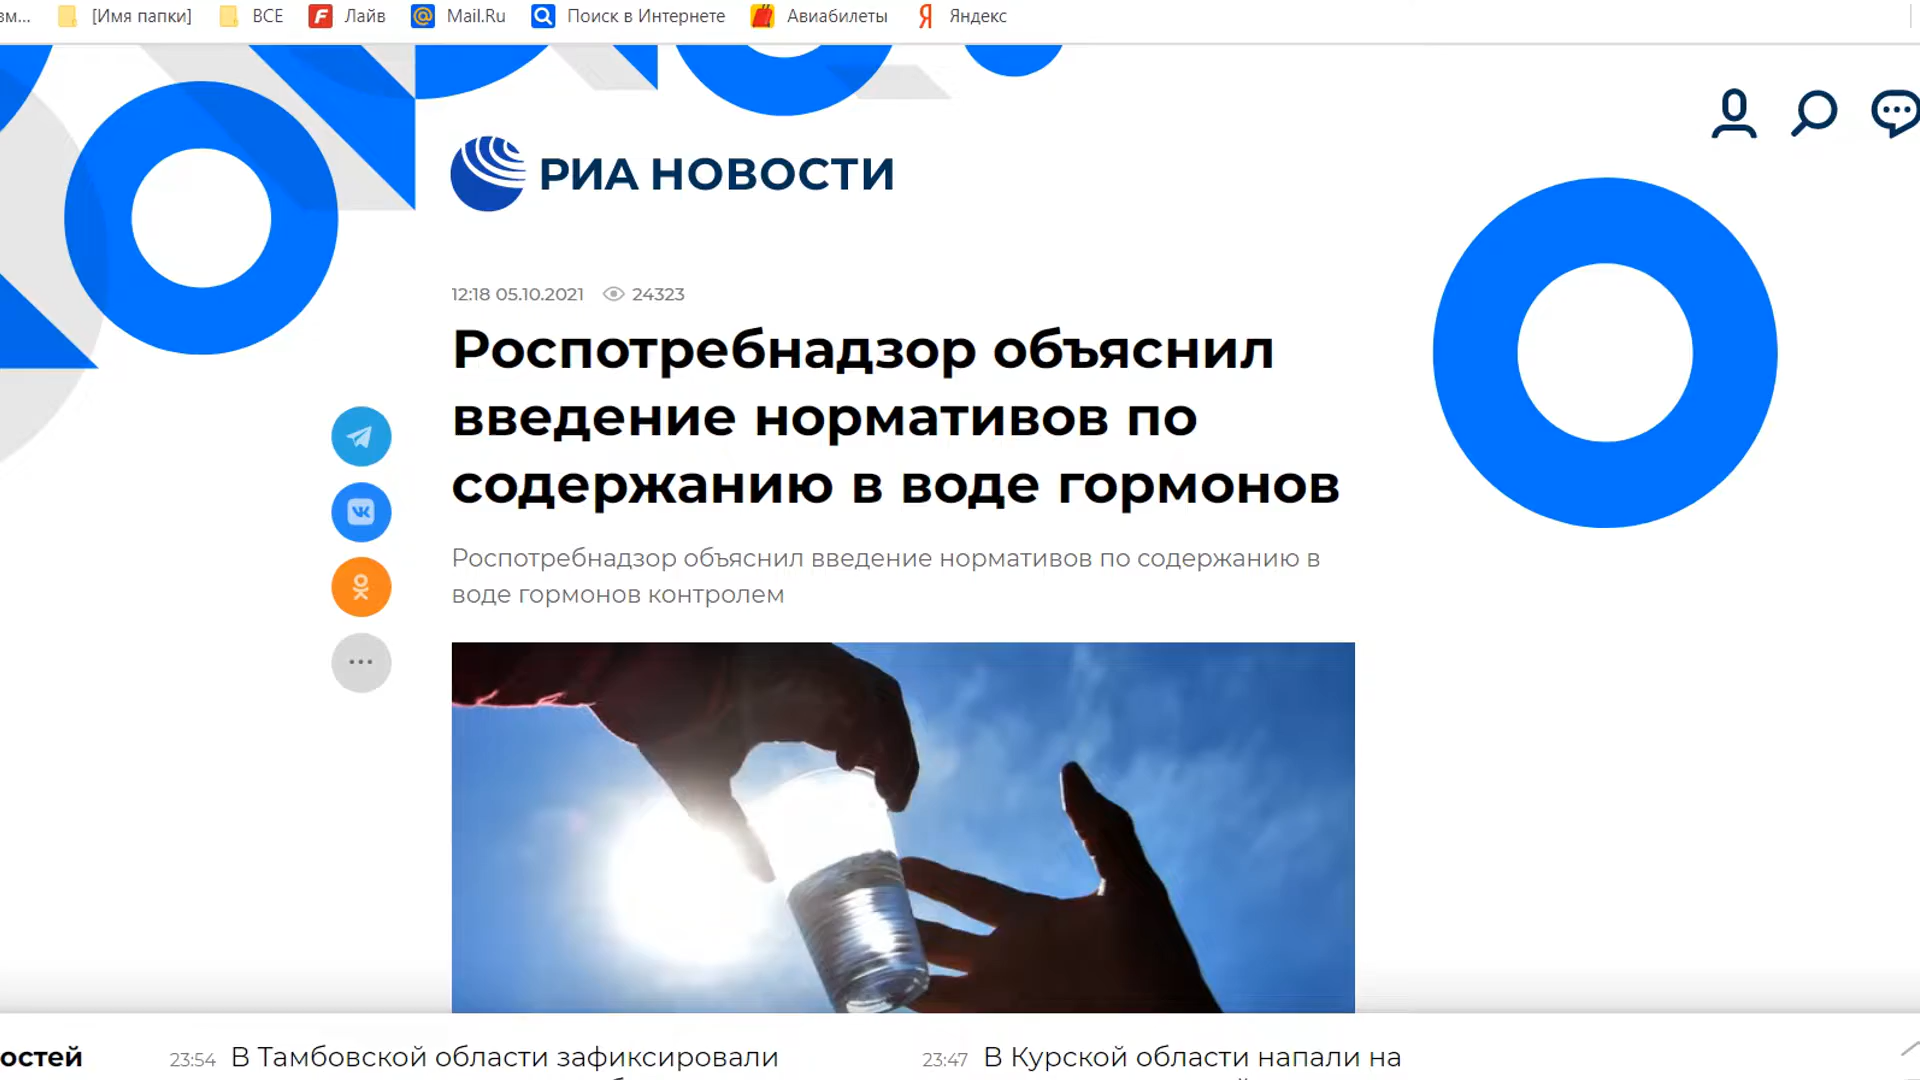 [Имя папки] ВСЕ Лайв Mail.Ru Поиск в Интернете Авиабилеты Яндекс
РИА НОВОСТИ
12:18 05.10.2021 24323
Роспотребнадзор объяснил
введение нормативов по
содержанию в воде гормонов
Роспотребнадзор объяснил введение нормативов по содержанию в
воде гормонов контролем
остей 23:54 В Тамбовской области зафиксировали 23:47 В Курской области напали на